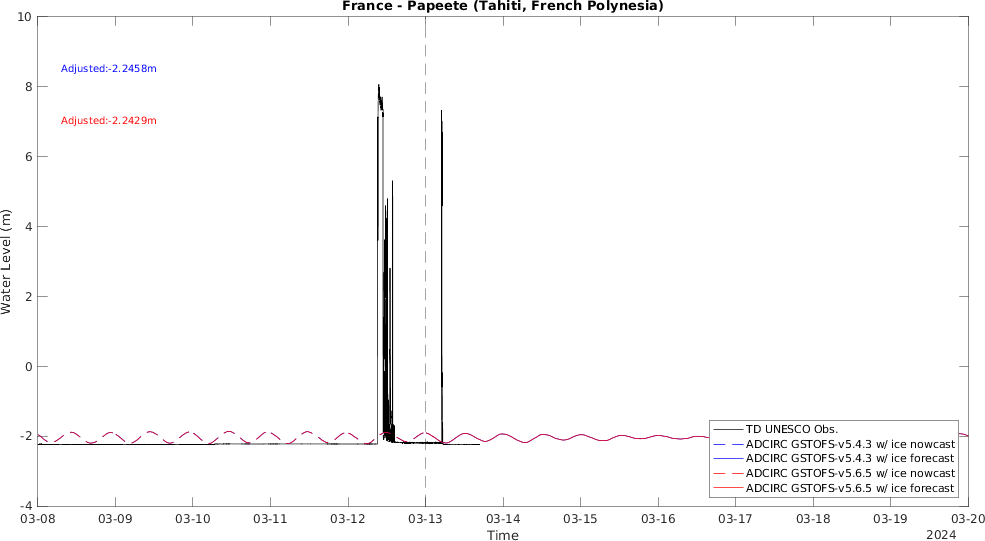 France - Papeete (Tahiti, French Polynesia)
10
8
6
4
2
0
-2
-4
Water Level (m)
Adjusted:-2.2458m
Adjusted:-2.2429m
TD UNESCO Obs.
ADCIRC GSTOFS-v5.4.3 w/ ice nowcast
ADCIRC GSTOFS-v5.4.3 w/ ice forecast
ADCIRC GSTOFS-v5.6.5 w/ ice nowcast
ADCIRC GSTOFS-v5.6.5 w/ ice forecast
03-08 03-09 03-10 03-11 03-12 03-13 03-14 03-15 03-16 03-17 03-18 03-19 03-20
Time
2024